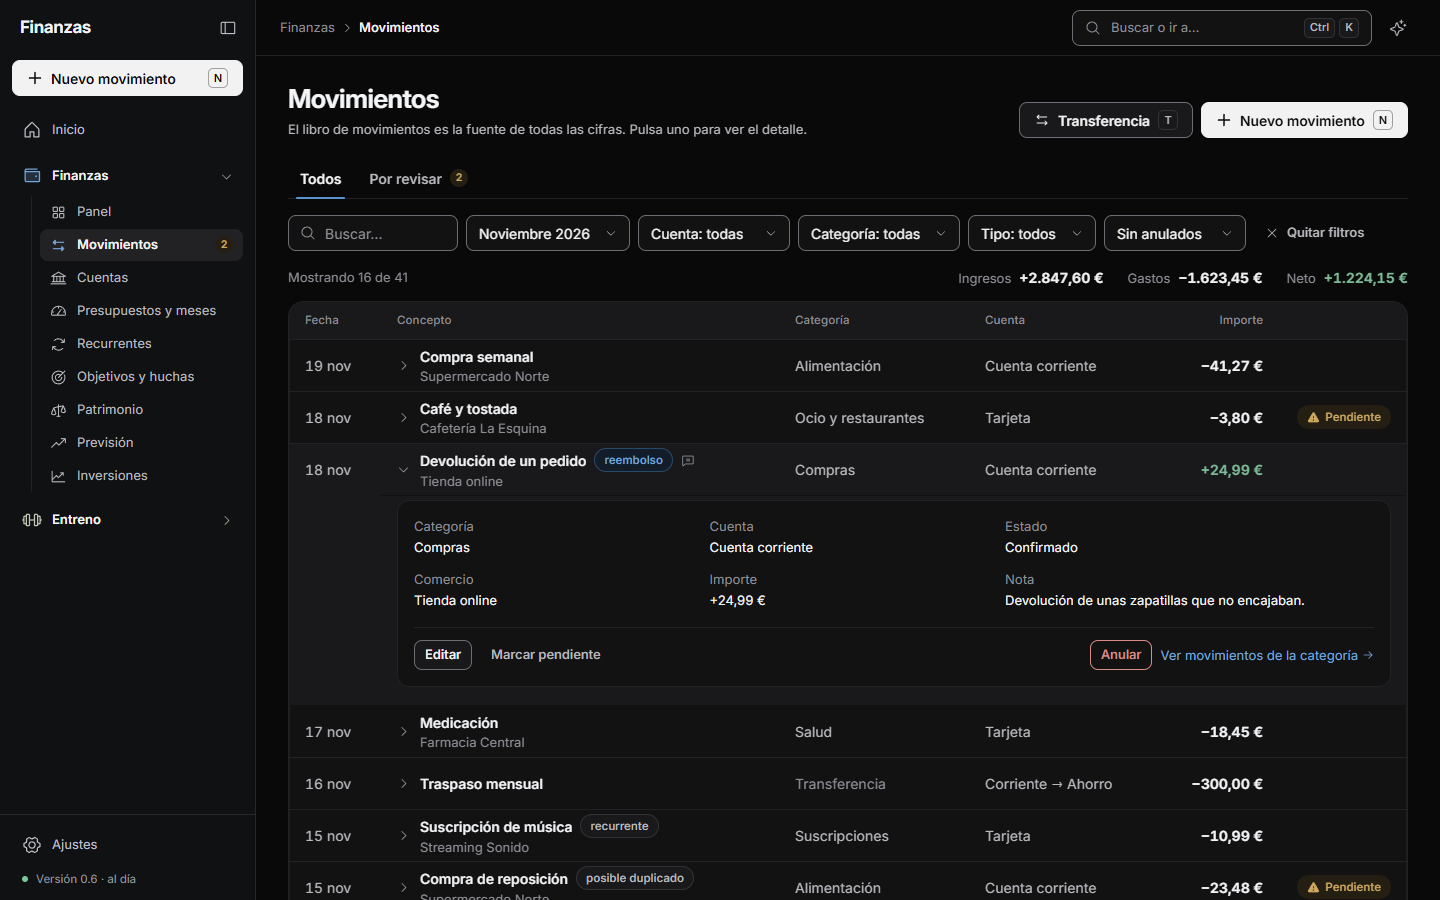 Finanzas
Nuevo movimiento N
Inicio
Finanzas
Panel
Movimientos 2
Cuentas
Presupuestos y meses
Recurrentes
Objetivos y huchas
Patrimonio
Previsión
Inversiones
Entreno
Ajustes
Versión 0.6 · al día
Finanzas > Movimientos
Buscar o ir a... Ctrl K
Movimientos
El libro de movimientos es la fuente de todas las cifras. Pulsa uno para ver el detalle.
Transferencia T
Nuevo movimiento N
Todos Por revisar 2
Buscar... Noviembre 2026 Cuenta: todas Categoría: todas Tipo: todos Sin anulados Quitar filtros
Mostrando 16 de 41 Ingresos +2.847,60 € Gastos −1.623,45 € Neto +1.224,15 €
Fecha Concepto Categoría Cuenta Importe
19 nov Compra semanal Alimentación Cuenta corriente −41,27 €
Supermercado Norte
18 nov Café y tostada Ocio y restaurantes Tarjeta −3,80 € Pendiente
Cafetería La Esquina
18 nov Devolución de un pedido reembolso Compras Cuenta corriente +24,99 €
Tienda online
Categoría Cuenta Estado
Compras Cuenta corriente Confirmado
Comercio Importe Nota
Tienda online +24,99 € Devolución de unas zapatillas que no encajaban.
Editar Marcar pendiente Anular Ver movimientos de la categoría →
17 nov Medicación Salud Tarjeta −18,45 €
Farmacia Central
16 nov Traspaso mensual Transferencia Corriente → Ahorro −300,00 €
15 nov Suscripción de música recurrente Suscripciones Tarjeta −10,99 €
Streaming Sonido
15 nov Compra de reposición posible duplicado Alimentación Cuenta corriente −23,48 € Pendiente
Supermercado Norte